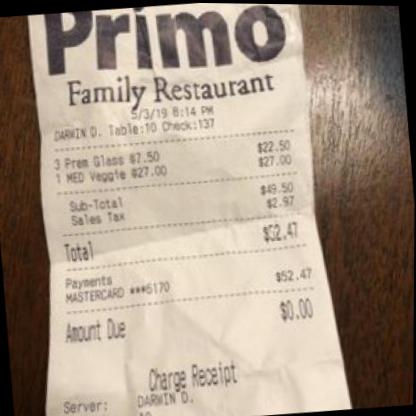 Primo
Family Restaurant
5/3/19 8:14 PM
DARWIN D. Table:10 Check:137
3 Prem Glass @7.50 $22.50
1 MED Veggie @27.00 $27.00
Sub-Total $49.50
Sales Tax $2.97
Total $52.47
Payments
MASTERCARD ***6170 $52.47
Amount Due $0.00
Charge Receipt
Server: DARWIN D.